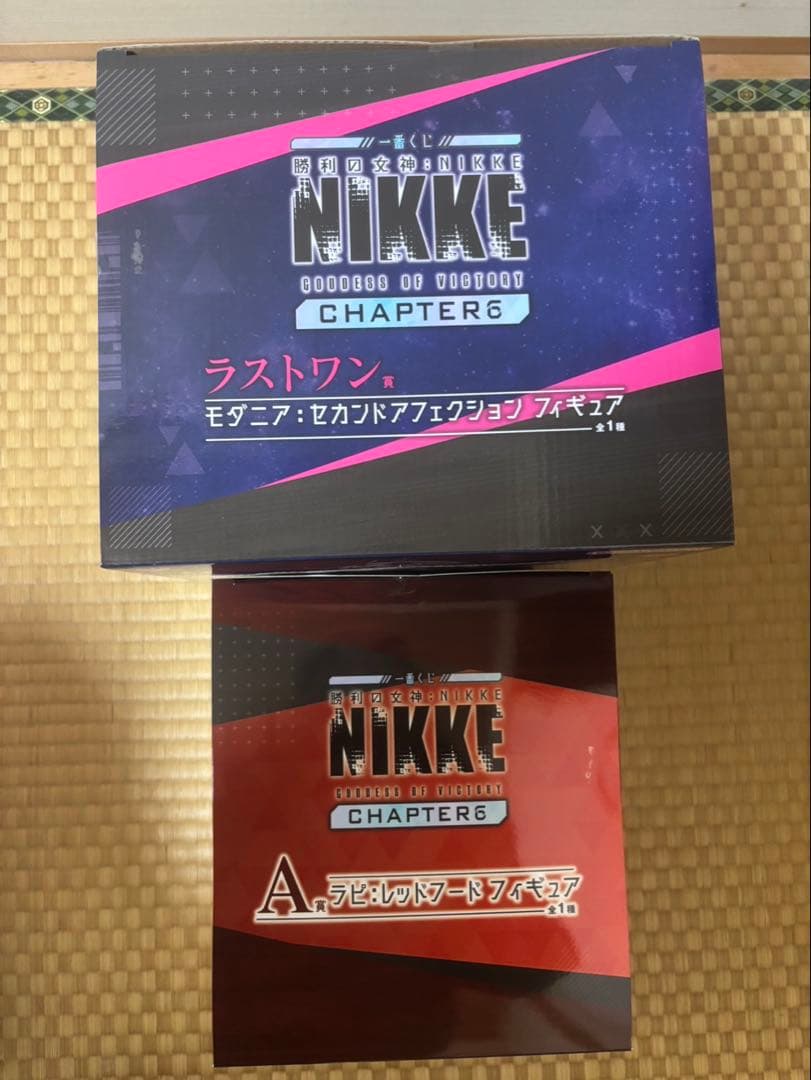 一番くじ
勝利の女神:NIKKE
NIKKE
GODDESS OF VICTORY
CHAPTER6
ラストワン賞
モダニア:セカンドアフェクション フィギュア
全1種
一番くじ
勝利の女神:NIKKE
NIKKE
GODDESS OF VICTORY
CHAPTER6
A賞 ラピ:レッドフード フィギュア
全1種